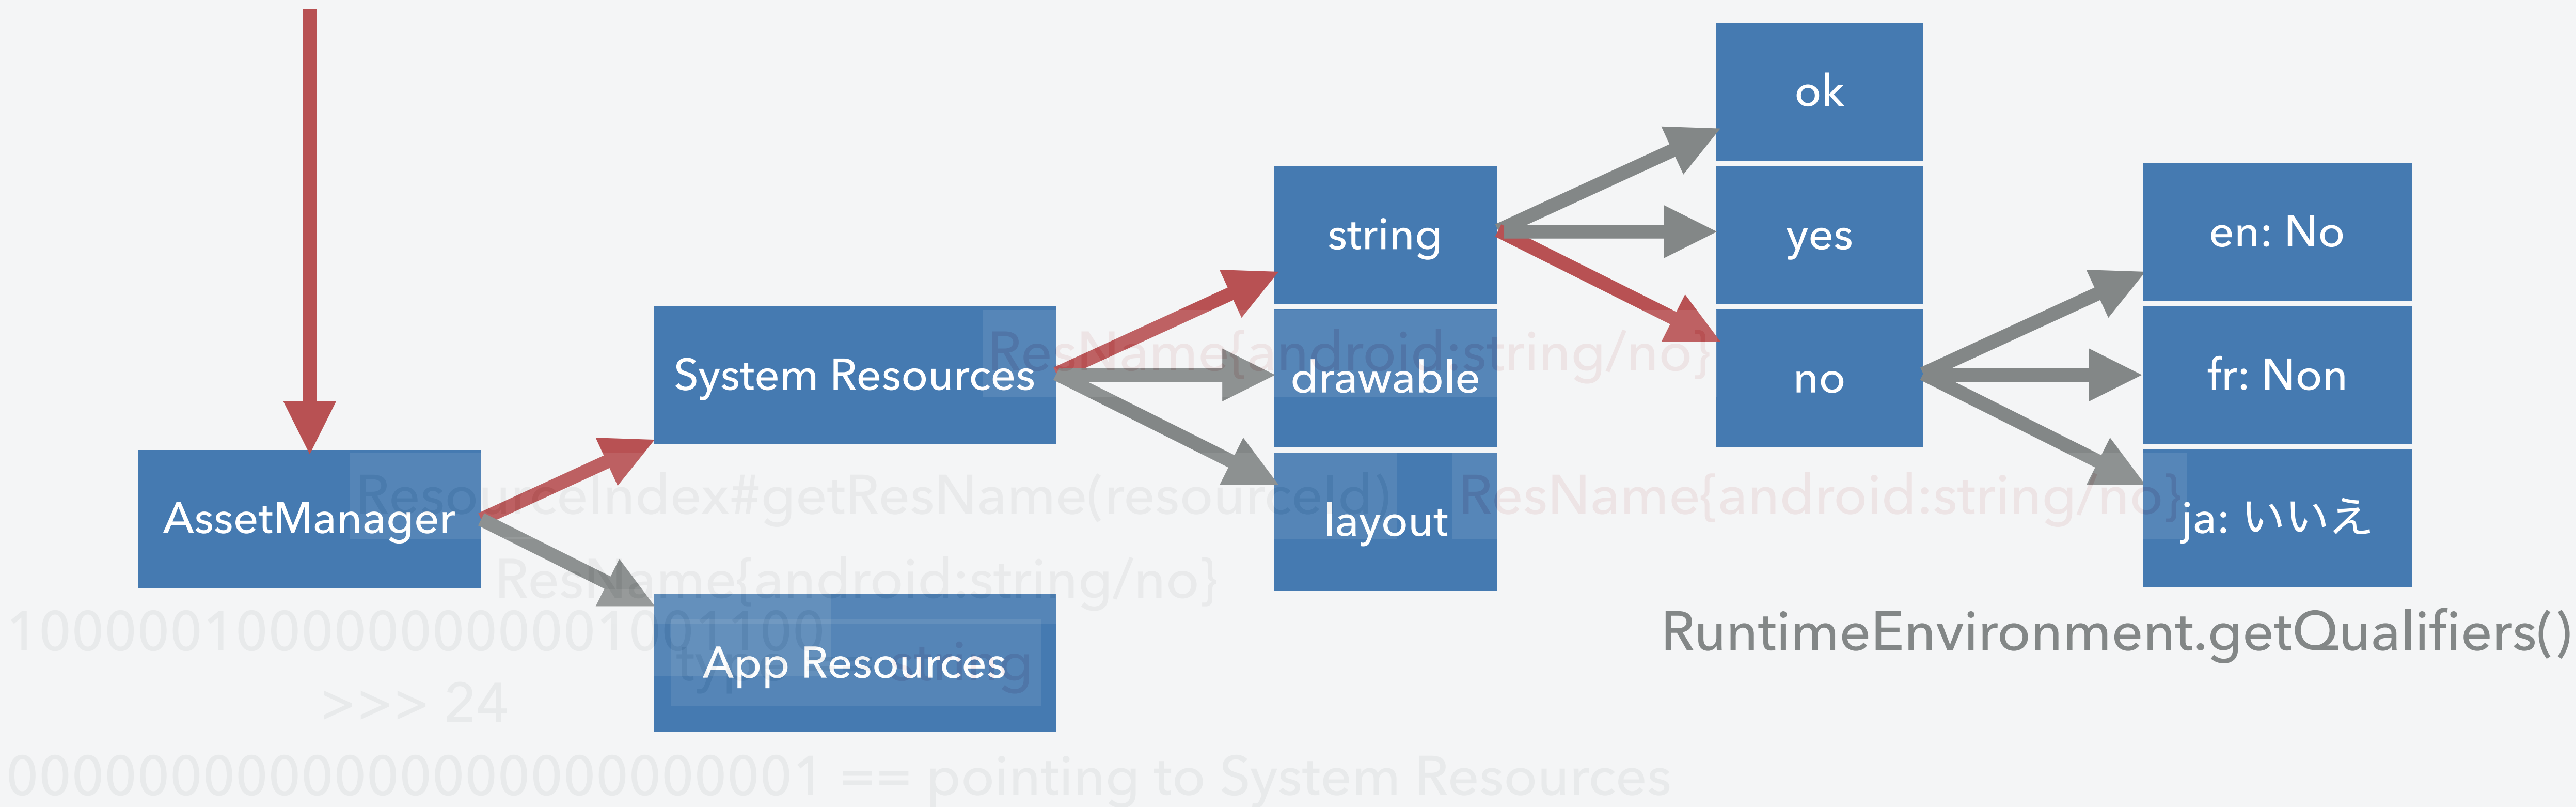 ok
string
yes
en: No
System Resources
drawable
no
fr: Non
ResName{android:string/no}
AssetManager
layout
ja: いいえ
ResourceIndex#getResName(resourceId)
ResName{android:string/no}
ResName{android:string/no}
RuntimeEnvironment.getQualifiers()
App Resources
type
string
>>> 24
== pointing to System Resources